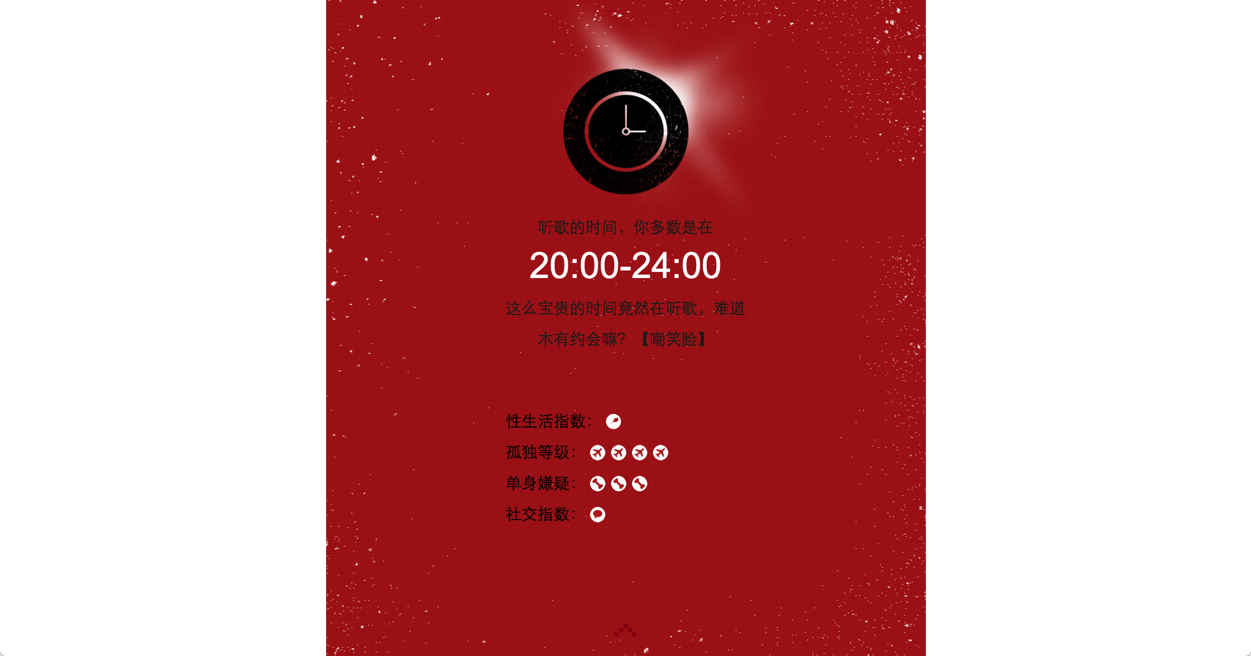 听歌的时间，你多数是在
20:00-24:00
这么宝贵的时间竟然在听歌，难道
木有约会嘛？【嘲笑脸】
性生活指数：
孤独等级：
单身嫌疑：
社交指数：